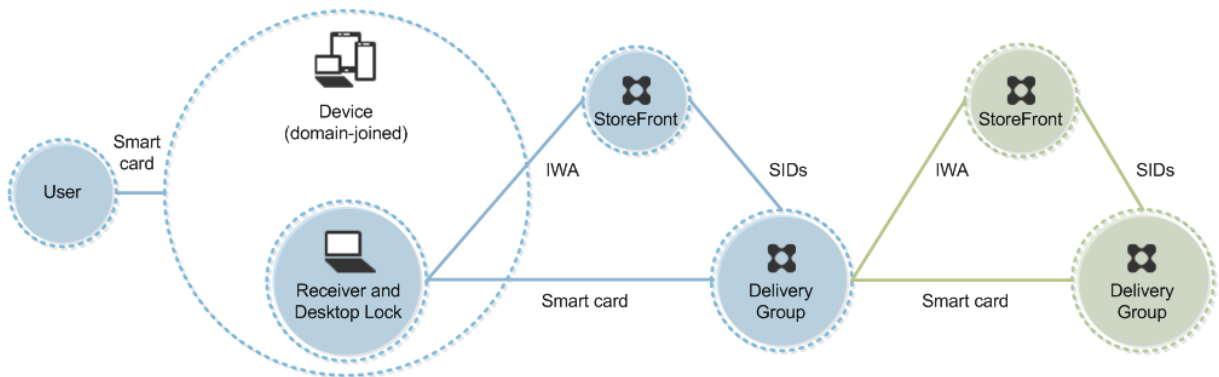 User
Smart
card
Device
(domain-joined)
Receiver and
Desktop Lock
IWA
StoreFront
SIDs
Smart card
Delivery
Group
IWA
StoreFront
SIDs
Smart card
Delivery
Group